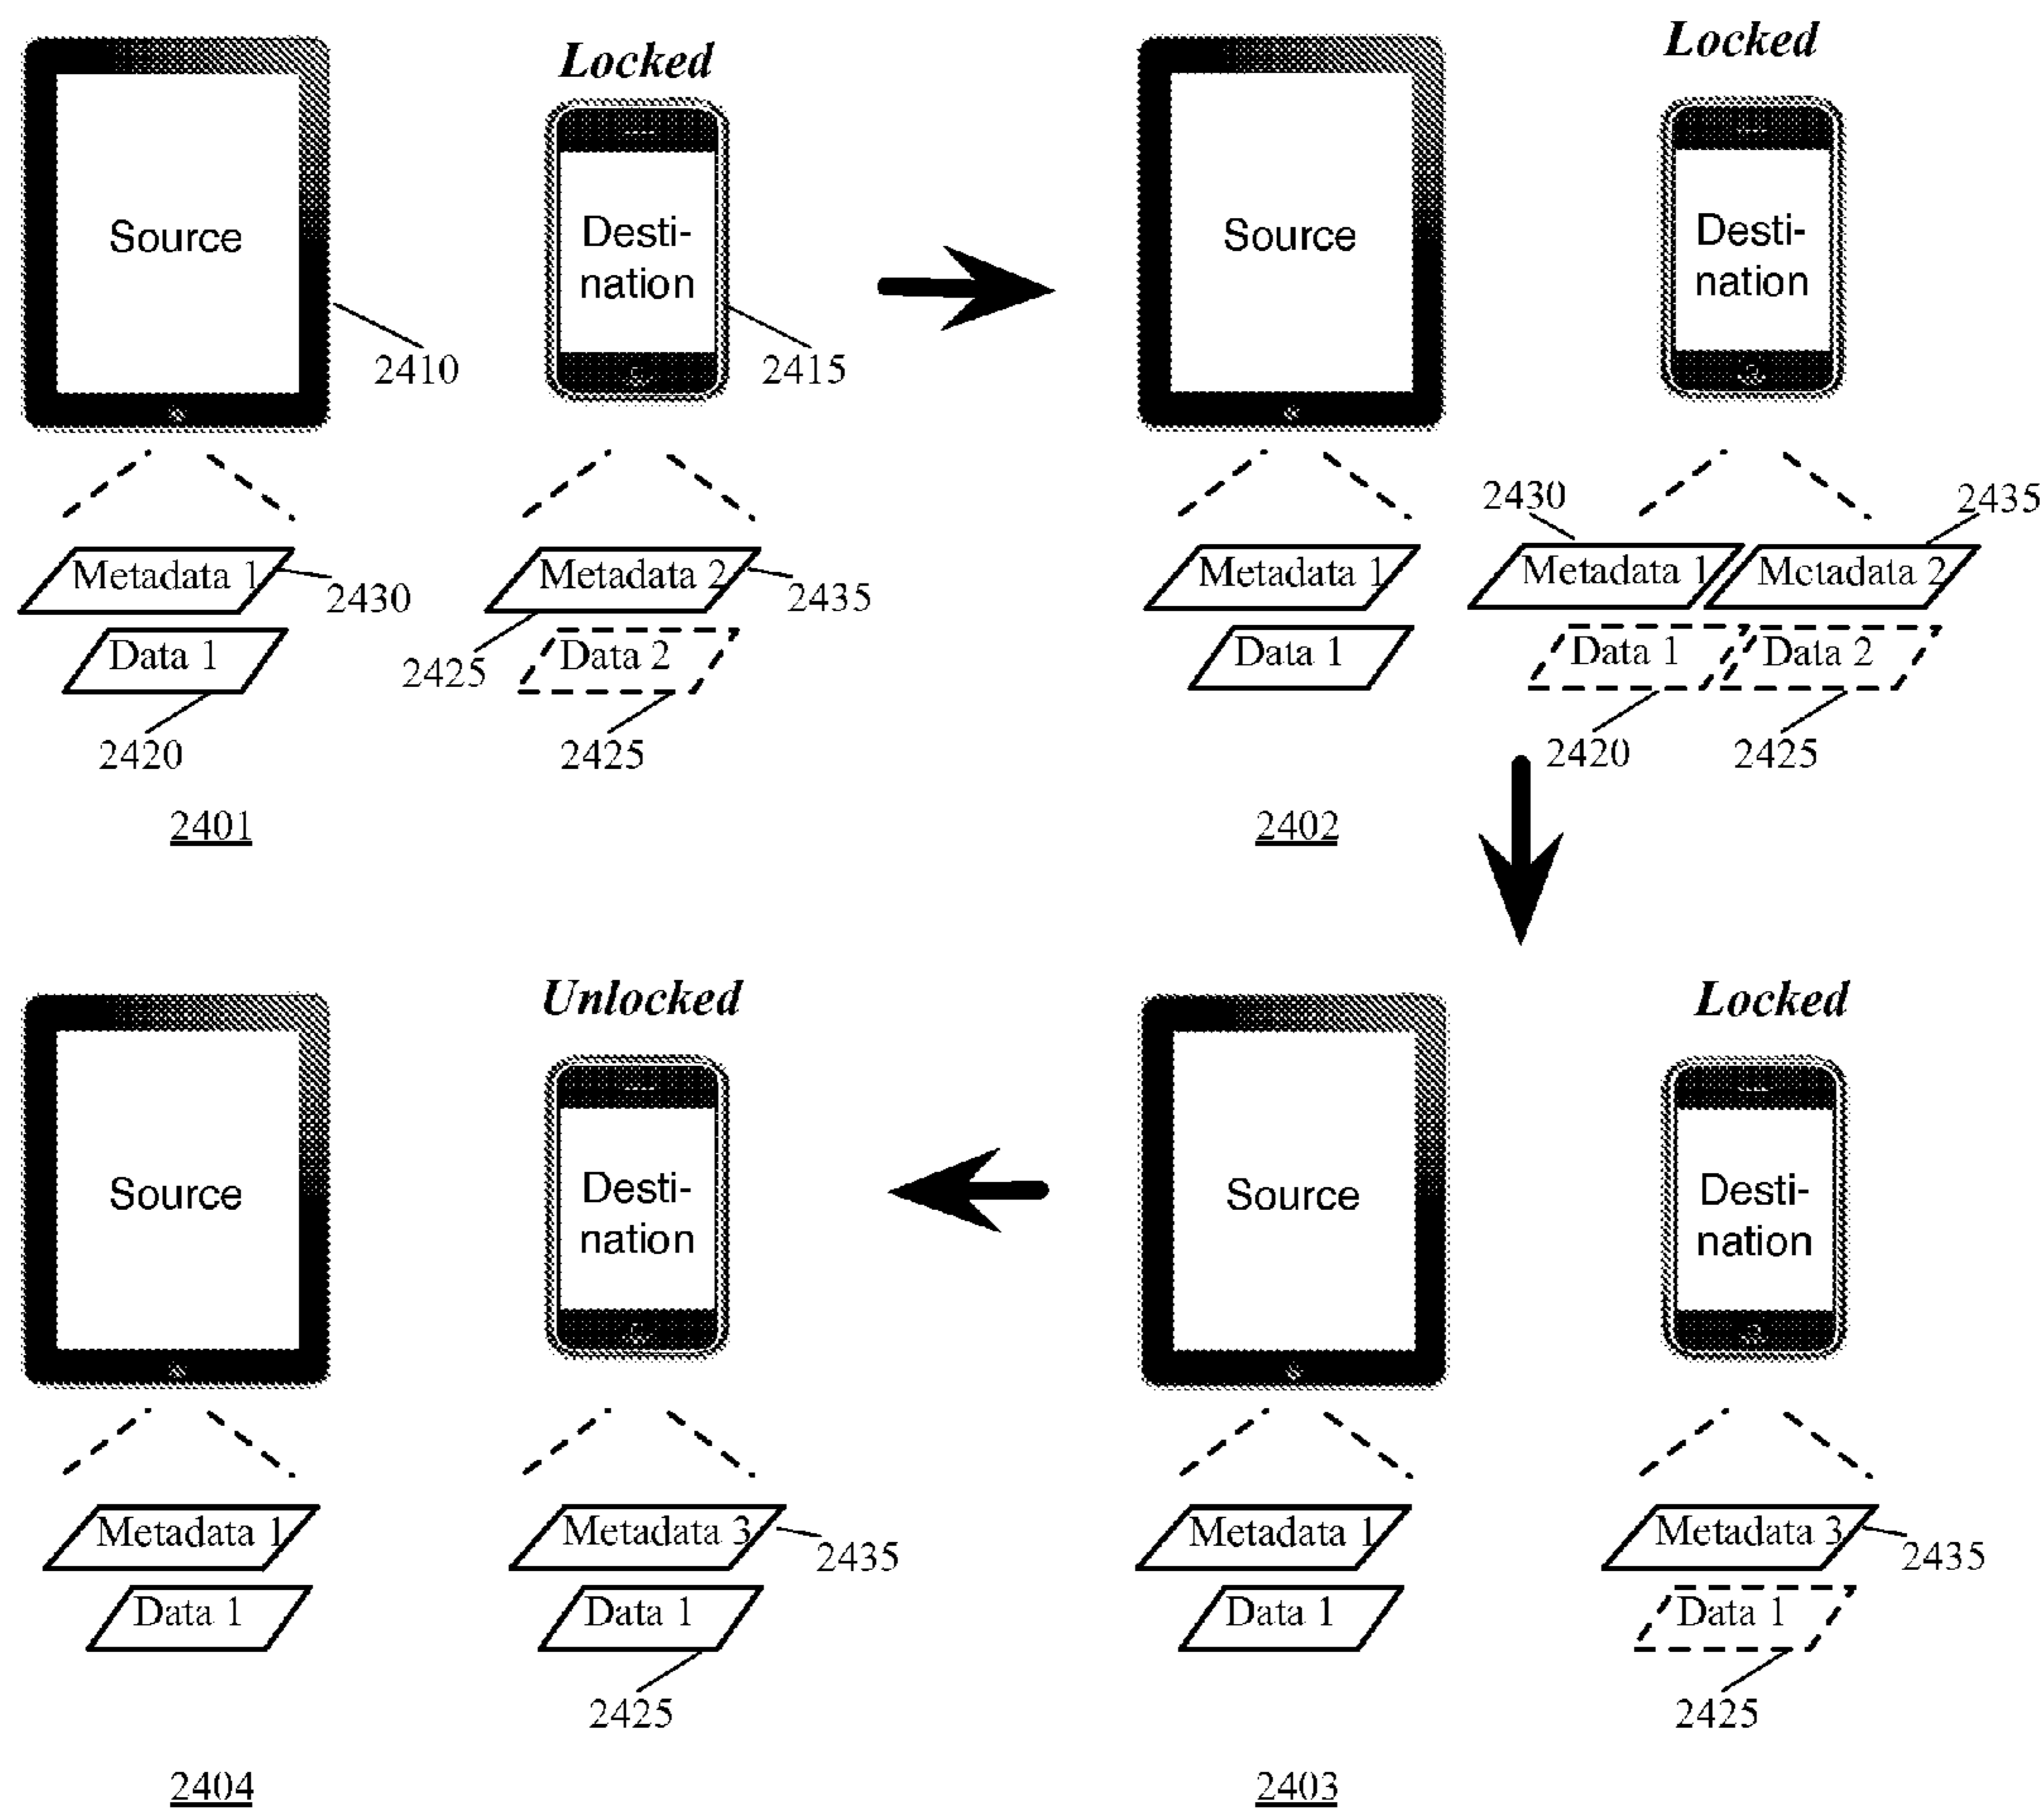 Locked
Locked
Source
Desti-
nation
2410
2415
Source
Desti-
nation
Metadata 1
2430
Metadata 2
2435
2425
Data 1
Data 2
2420
2425
2401
2430
2435
Metadata 1
Metadata 1
Metadata 2
Data 1
Data 1
Data 2
2420
2425
2402
Unlocked
Locked
Source
Desti-
nation
Source
Desti-
nation
Metadata 1
Metadata 3
2435
Data 1
Data 1
2425
2404
Metadata 1
Metadata 3
2435
Data 1
Data 1
2425
2403